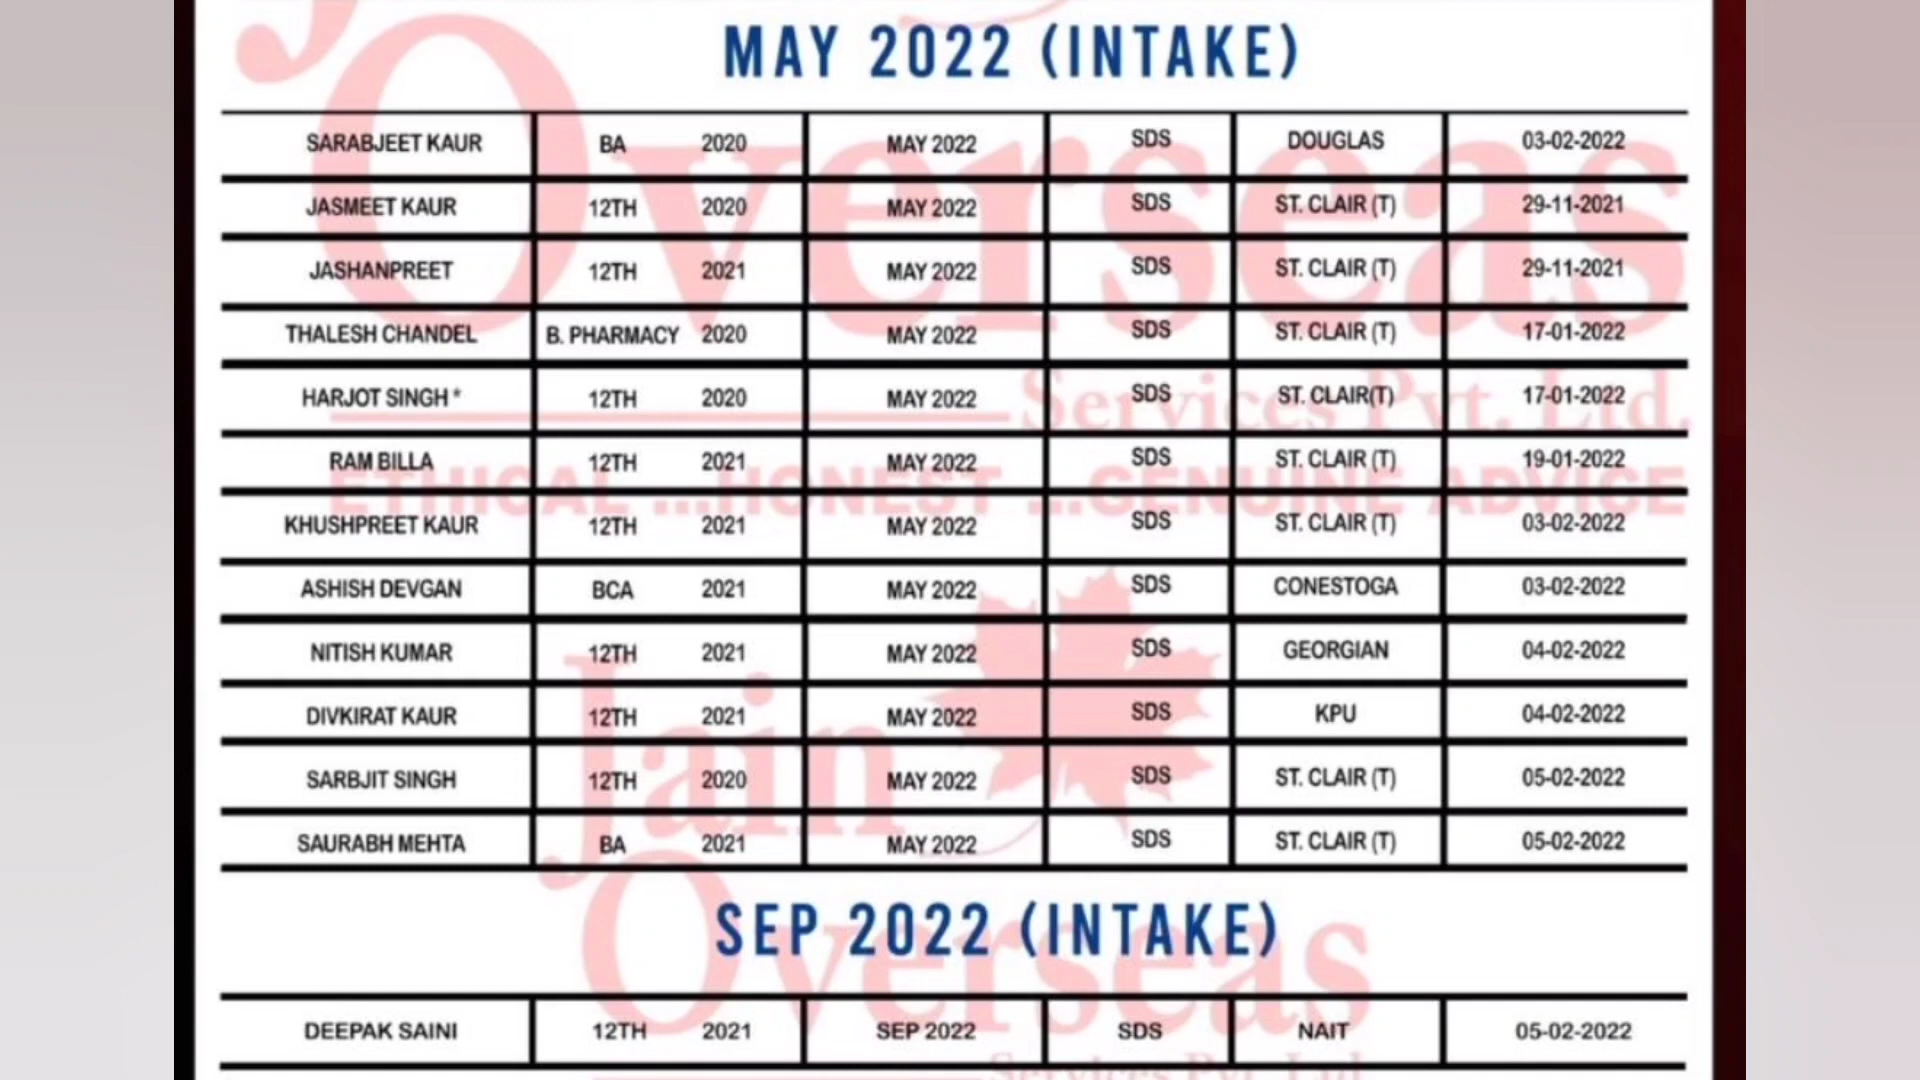 MAY 2022 (INTAKE)
SARABJEET KAUR BA 2020 MAY 2022 SDS DOUGLAS 03-02-2022
JASMEET KAUR 12TH 2020 MAY 2022 SDS ST. CLAIR (T) 29-11-2021
JASHANPREET 12TH 2021 MAY 2022 SDS ST. CLAIR (T) 29-11-2021
THALESH CHANDEL B. PHARMACY 2020 MAY 2022 SDS ST. CLAIR (T) 17-01-2022
HARJOT SINGH * 12TH 2020 MAY 2022 SDS ST. CLAIR(T) 17-01-2022
RAM BILLA 12TH 2021 MAY 2022 SDS ST. CLAIR (T) 19-01-2022
KHUSHPREET KAUR 12TH 2021 MAY 2022 SDS ST. CLAIR (T) 03-02-2022
ASHISH DEVGAN BCA 2021 MAY 2022 SDS CONESTOGA 03-02-2022
NITISH KUMAR 12TH 2021 MAY 2022 SDS GEORGIAN 04-02-2022
DIVKIRAT KAUR 12TH 2021 MAY 2022 SDS KPU 04-02-2022
SARBJIT SINGH 12TH 2020 MAY 2022 SDS ST. CLAIR (T) 05-02-2022
SAURABH MEHTA BA 2021 MAY 2022 SDS ST. CLAIR (T) 05-02-2022
SEP 2022 (INTAKE)
DEEPAK SAINI 12TH 2021 SEP 2022 SDS NAIT 05-02-2022
Overseas
Services Pvt. Ltd.
ETHICAL ...HONEST ...GENUINE ADVICE
Jain
Overseas
Services Pvt. Ltd.